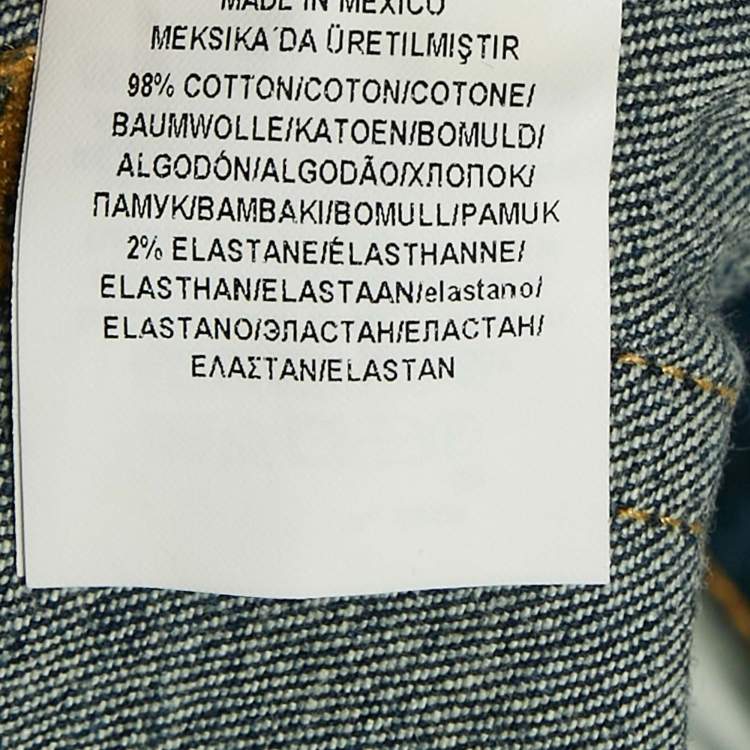 MADE IN MEXICO
MEKSIKA´DA ÜRETILMIŞTIR
98% COTTON/COTON/COTONE/
BAUMWOLLE/KATOEN/BOMULD/
ALGODÓN/ALGODÃO/ХЛОПОК/
ПАМУК/BAMBAKI/BOMULL/PAMUK
2% ELASTANE/ÉLASTHANNE/
ELASTHAN/ELASTAAN/elastano/
ELASTANO/ЭЛАСТАН/ЕЛАСТАН/
ΕΛΑΣΤΑΝ/ELASTAN